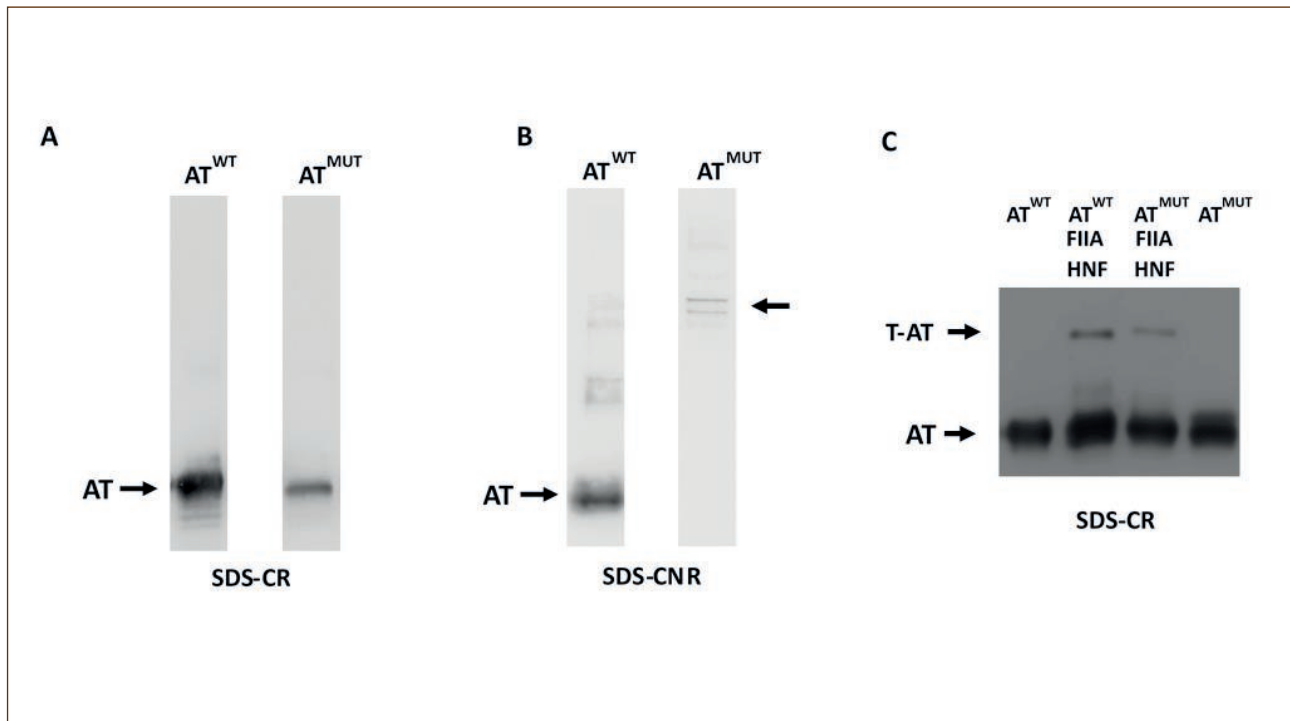 A
AT^WT AT^MUT
AT
SDS-CR
B
AT^WT AT^MUT
AT
SDS-CNR
C
AT^WT AT^WT AT^MUT AT^MUT
FIIA FIIA
HNF HNF
T-AT
AT
SDS-CR